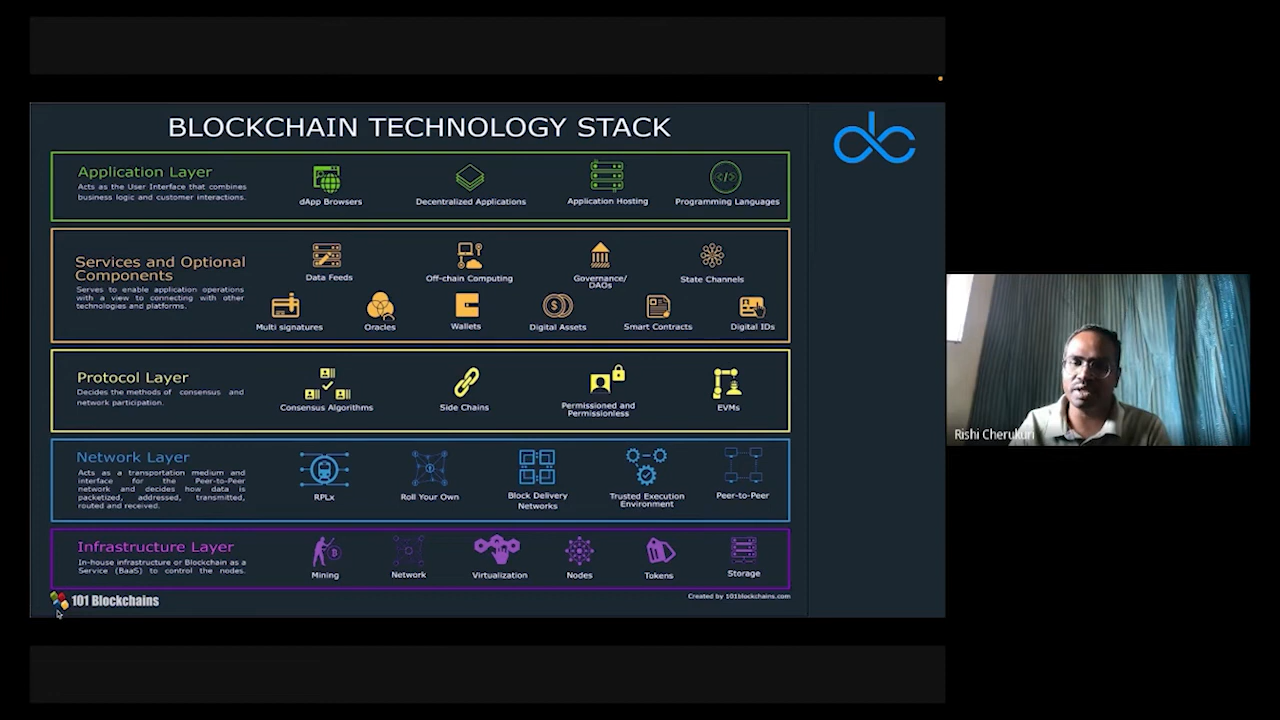 BLOCKCHAIN TECHNOLOGY STACK
Application Layer
Acts as the User Interface that combines
business logic and customer interactions.
dApp Browsers
Decentralized Applications
Application Hosting
Programming Languages
Services and Optional
Components
Serves to enable application operations
with a view to connecting with other
technologies and platforms.
Data Feeds
Off-chain Computing
Governance/
DAOs
State Channels
Multi signatures
Oracles
Wallets
Digital Assets
Smart Contracts
Digital IDs
Protocol Layer
Decides the methods of consensus and
network participation.
Consensus Algorithms
Side Chains
Permissioned and
Permissionless
EVMs
Network Layer
Acts as a transportation medium and
interface for the Peer-to-Peer
network and decides how data is
packetized, addressed, transmitted,
routed and received.
RPLx
Roll Your Own
Block Delivery
Networks
Trusted Execution
Environment
Peer-to-Peer
Infrastructure Layer
In-house infrastructure or Blockchain as a
Service (BaaS) to control the nodes.
Mining
Network
Virtualization
Nodes
Tokens
Storage
101 Blockchains
Created by 101blockchains.com
Rishi Cherukuri